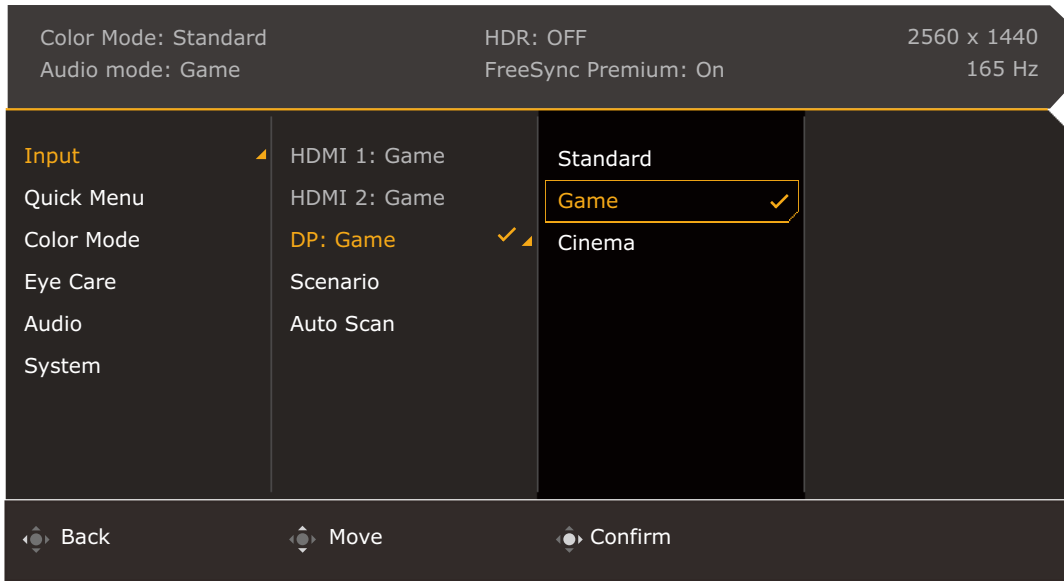 Color Mode: Standard
HDR: OFF
2560 x 1440
Audio mode: Game
FreeSync Premium: On
165 Hz
Input
Quick Menu
Color Mode
Eye Care
Audio
System
HDMI 1: Game
HDMI 2: Game
DP: Game
Scenario
Auto Scan
Standard
Game
Cinema
Back
Move
Confirm